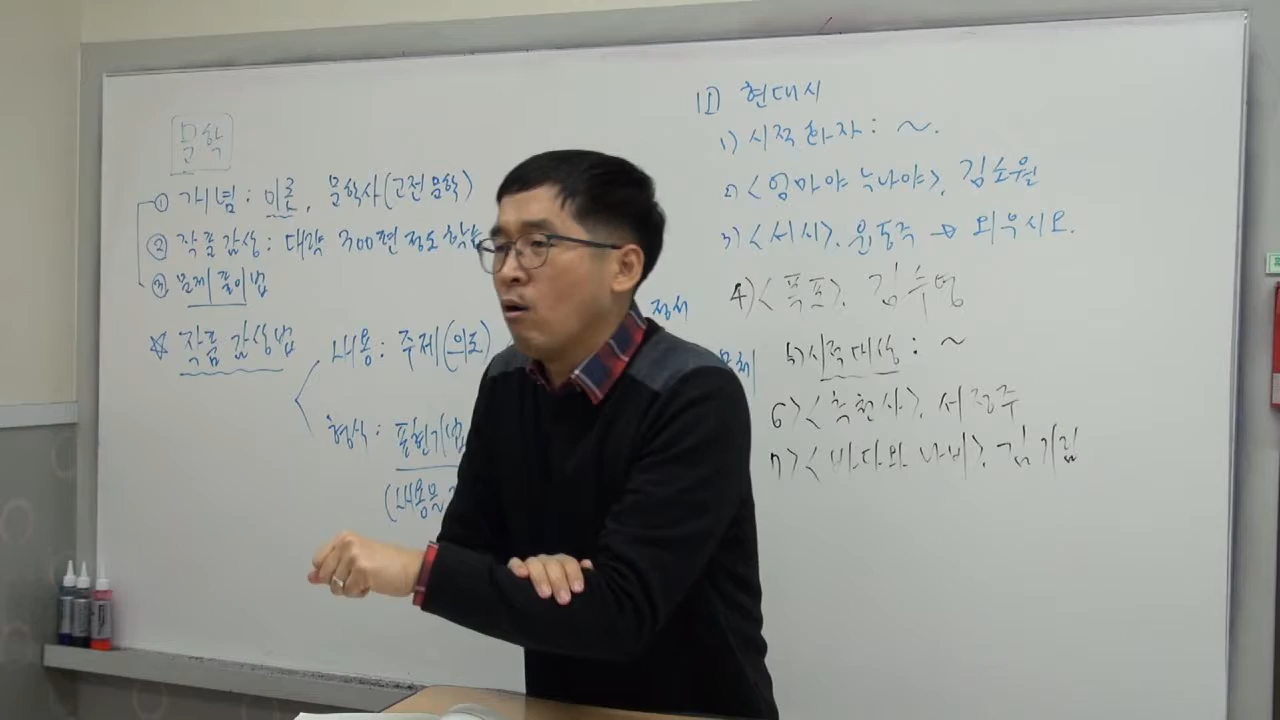 문학
① 개념: 이론, 문학사(고전문학)
② 작품감상: 대략 300편 정도 학습
③ 문제풀이법
☆ 작품 감상법
내용: 주제(의도)
정서
형식: 표현기법
(내용을
현대시
1) 시적화자: ~.
2) <엄마야 누나야>, 김소월
3) <서시>, 윤동주 → 외우시오.
4) <폭포>, 김수영
5) 시적대상: ~
6) <추천사>, 서정주
7) <바다와 나비>, 김기림